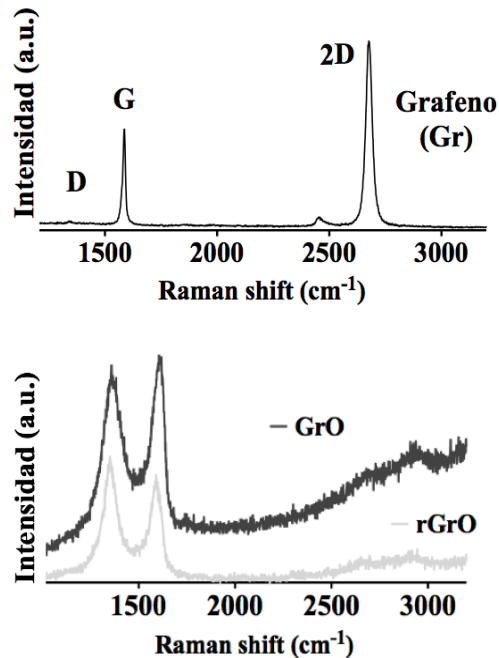 Intensidad (a.u.)
2D
G
D
Grafeno
(Gr)
1500
2000
2500
3000
Raman shift (cm-1)
Intensidad (a.u.)
GrO
rGrO
1500
2000
2500
3000
Raman shift (cm-1)